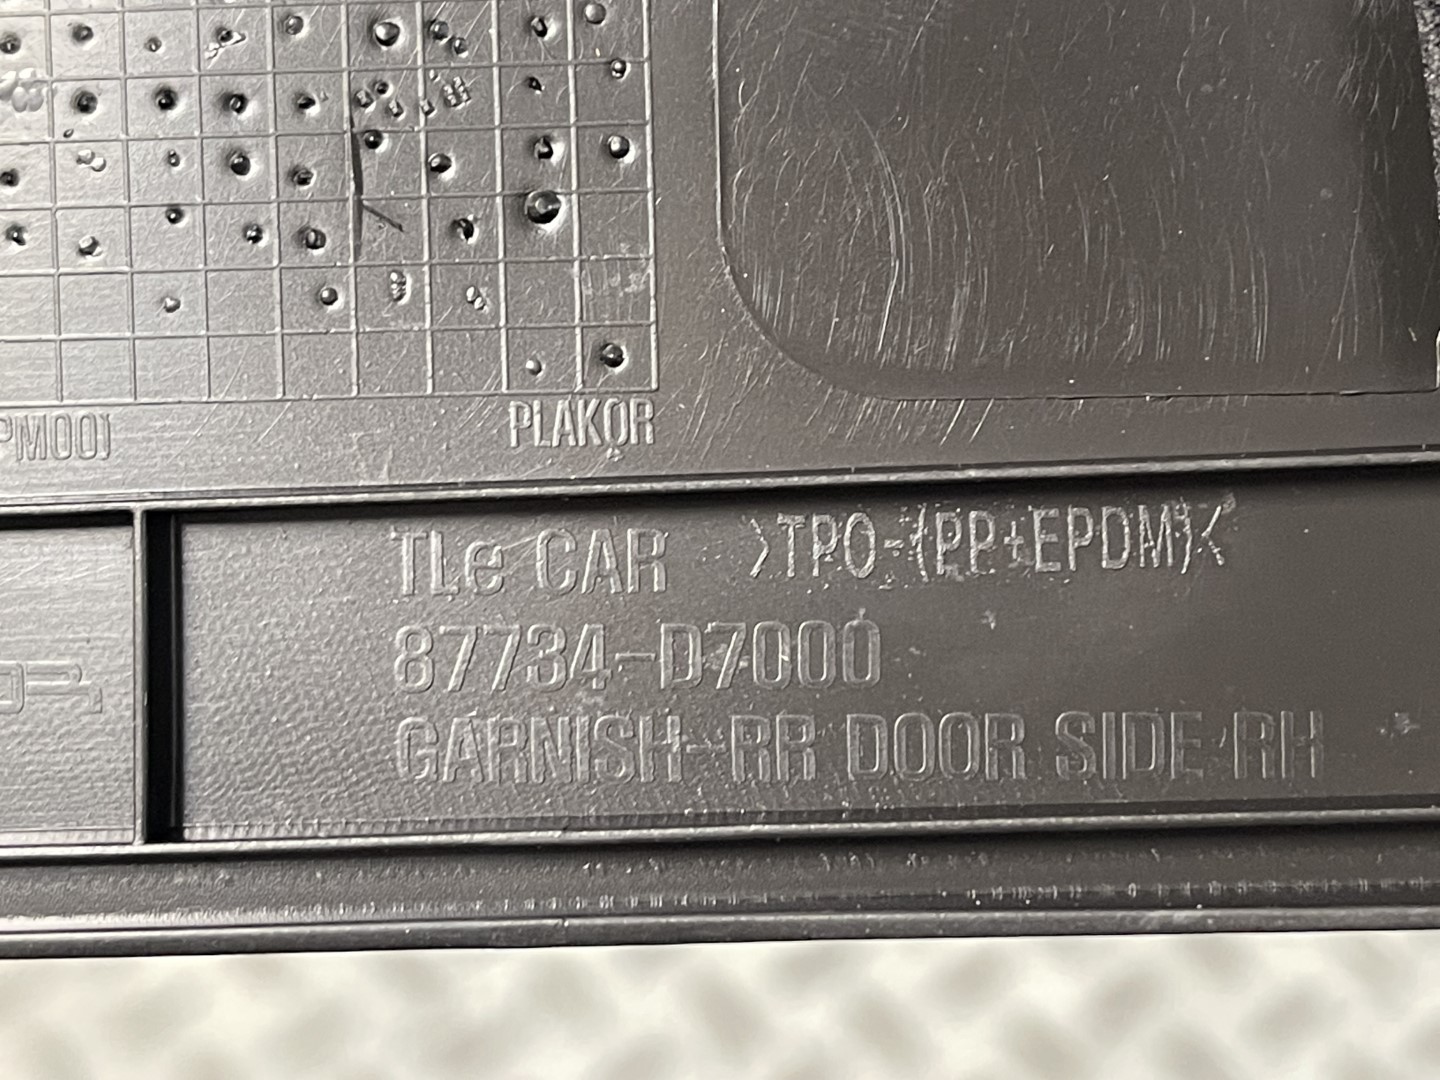 PM001
PLAKOR
TLe CAR >TPO-(PP+EPDM)<
87734-D7000
GARNISH-RR DOOR SIDE RH